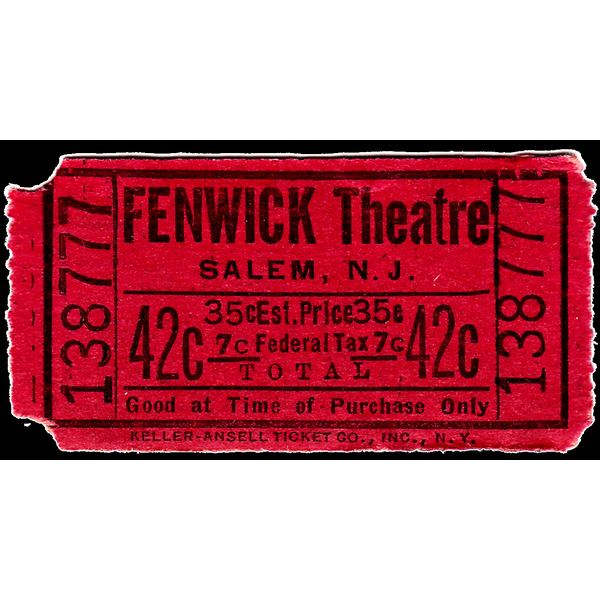 138777
FENWICK Theatre
SALEM, N. J.
42c
35c Est. Price 35c
7c Federal Tax 7c
TOTAL
42c
Good at Time of Purchase Only
138777
KELLER-ANSELL TICKET CO., INC., N. Y.